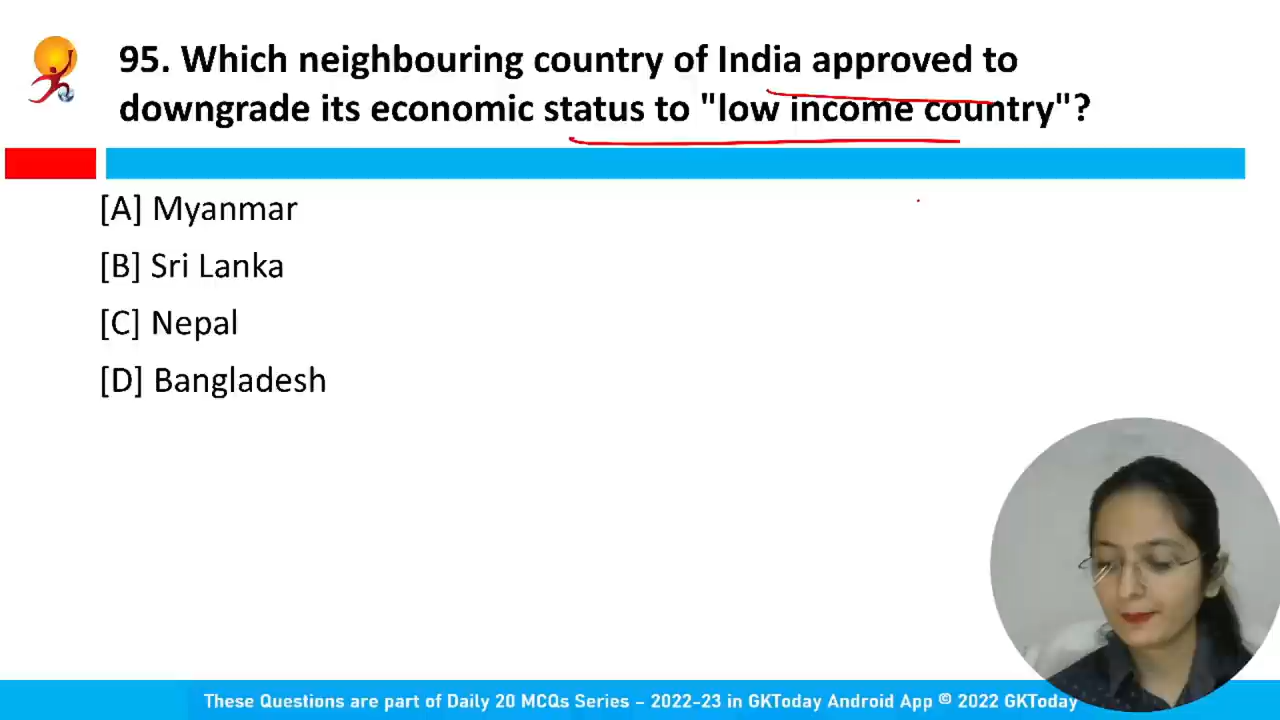 95. Which neighbouring country of India approved to
downgrade its economic status to "low income country"?
[A] Myanmar
[B] Sri Lanka
[C] Nepal
[D] Bangladesh
These Questions are part of Daily 20 MCQs Series – 2022-23 in GKToday Android App © 2022 GKToday